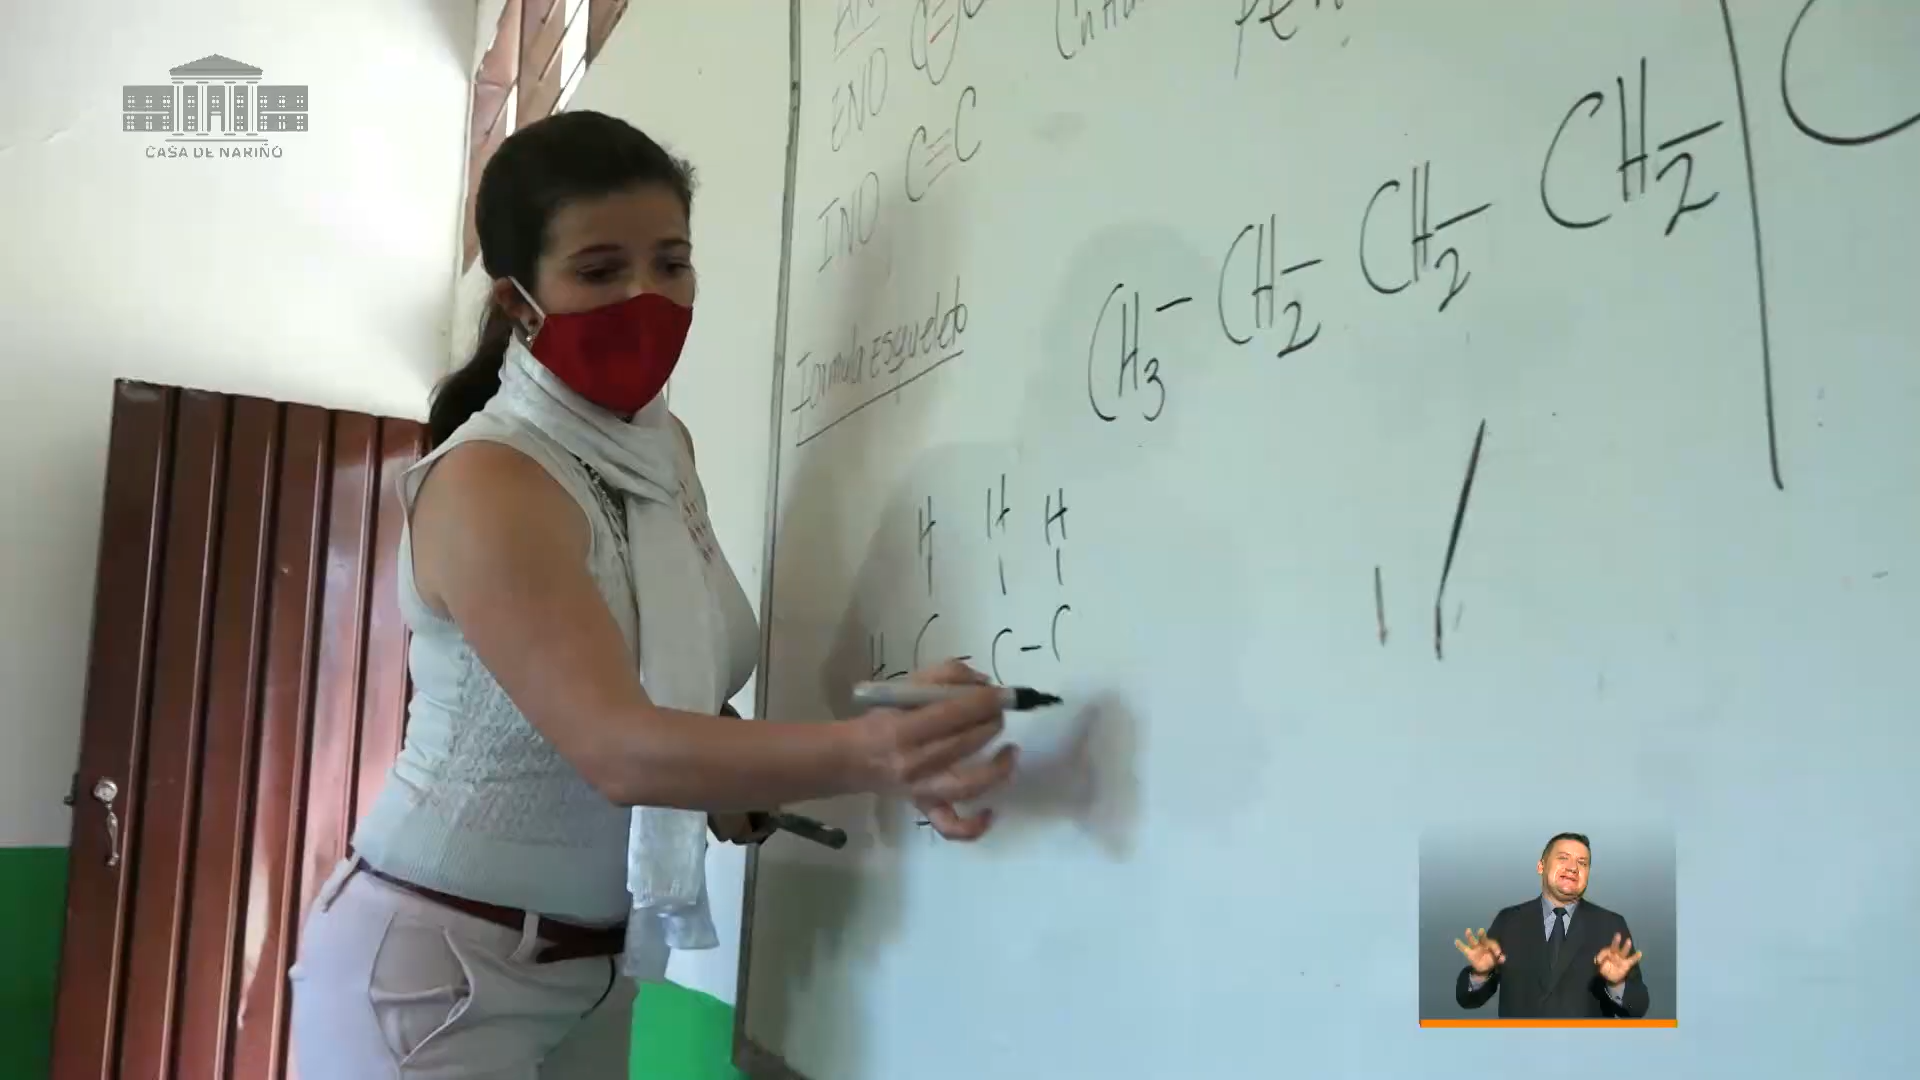 CASA DE NARIÑO
ENO C=C
INO C≡C
Formula Esqueleto
CH3 - CH2 - CH2 - CH2 -
H H H
H - C - C - C